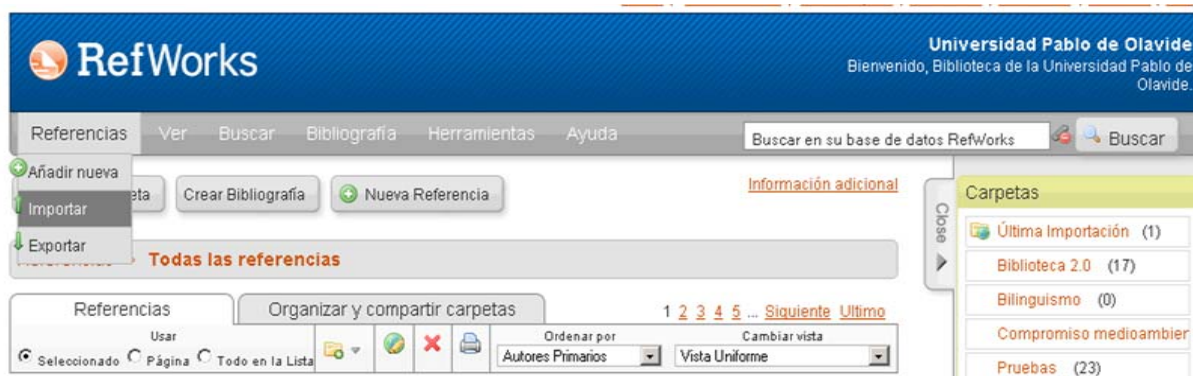 RefWorks
Universidad Pablo de Olavide
Bienvenido, Biblioteca de la Universidad Pablo de
Olavide.
Referencias Ver Buscar Bibliografía Herramientas Ayuda
Buscar en su base de datos RefWorks Buscar
Añadir nueva
Importar
Exportar
eta Crear Bibliografía Nueva Referencia
Información adicional
Close
Todas las referencias
Referencias Organizar y compartir carpetas
1 2 3 4 5 ... Siguiente Ultimo
Usar
Seleccionado Página Todo en la Lista
Ordenar por
Autores Primarios
Cambiar vista
Vista Uniforme
Carpetas
Última Importación (1)
Biblioteca 2.0 (17)
Bilinguismo (0)
Compromiso medioambier
Pruebas (23)